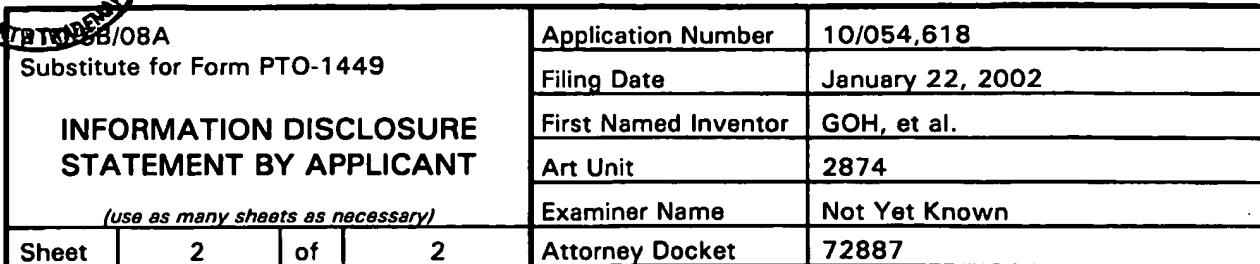 /08A
Substitute for Form PTO-1449
INFORMATION DISCLOSURE
STATEMENT BY APPLICANT
(use as many sheets as necessary)
Sheet 2 of 2
Application Number 10/054,618
Filing Date January 22, 2002
First Named Inventor GOH, et al.
Art Unit 2874
Examiner Name Not Yet Known
Attorney Docket 72887